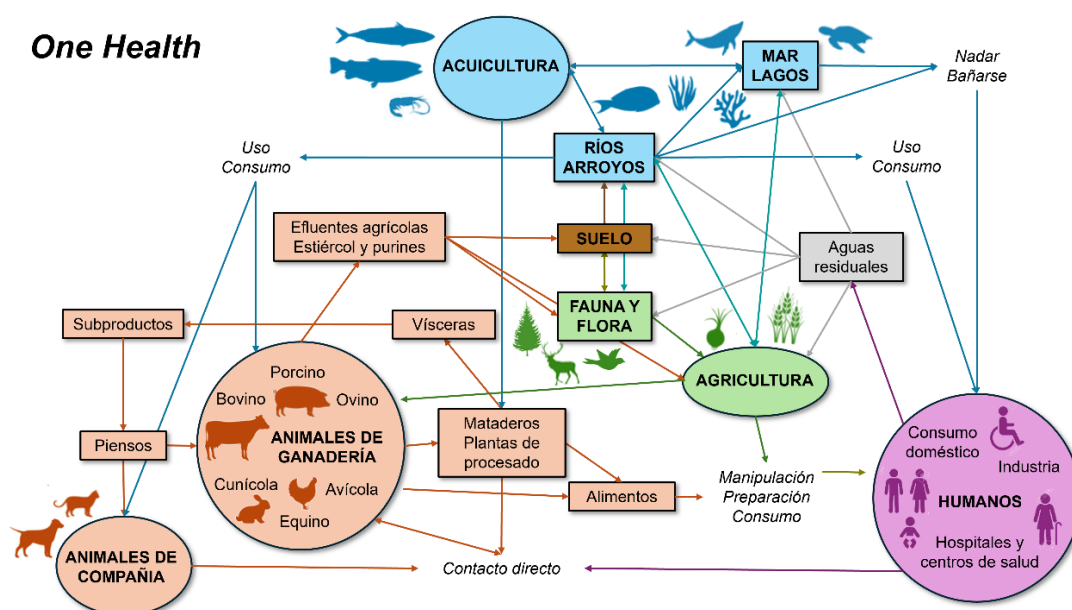 One Health
ACUICULTURA
MAR
LAGOS
Nadar
Bañarse
Uso
Consumo
RÍOS
ARROYOS
Uso
Consumo
Efluentes agrícolas
Estiércol y purines
SUELO
Aguas
residuales
FAUNA Y
FLORA
Subproductos
Vísceras
AGRICULTURA
Porcino
Bovino
Ovino
ANIMALES DE
GANADERÍA
Cunícola
Avícola
Equino
Piensos
Mataderos
Plantas de
procesado
Alimentos
Manipulación
Preparación
Consumo
Consumo
doméstico
Industria
HUMANOS
Hospitales y
centros de salud
ANIMALES DE
COMPAÑIA
Contacto directo